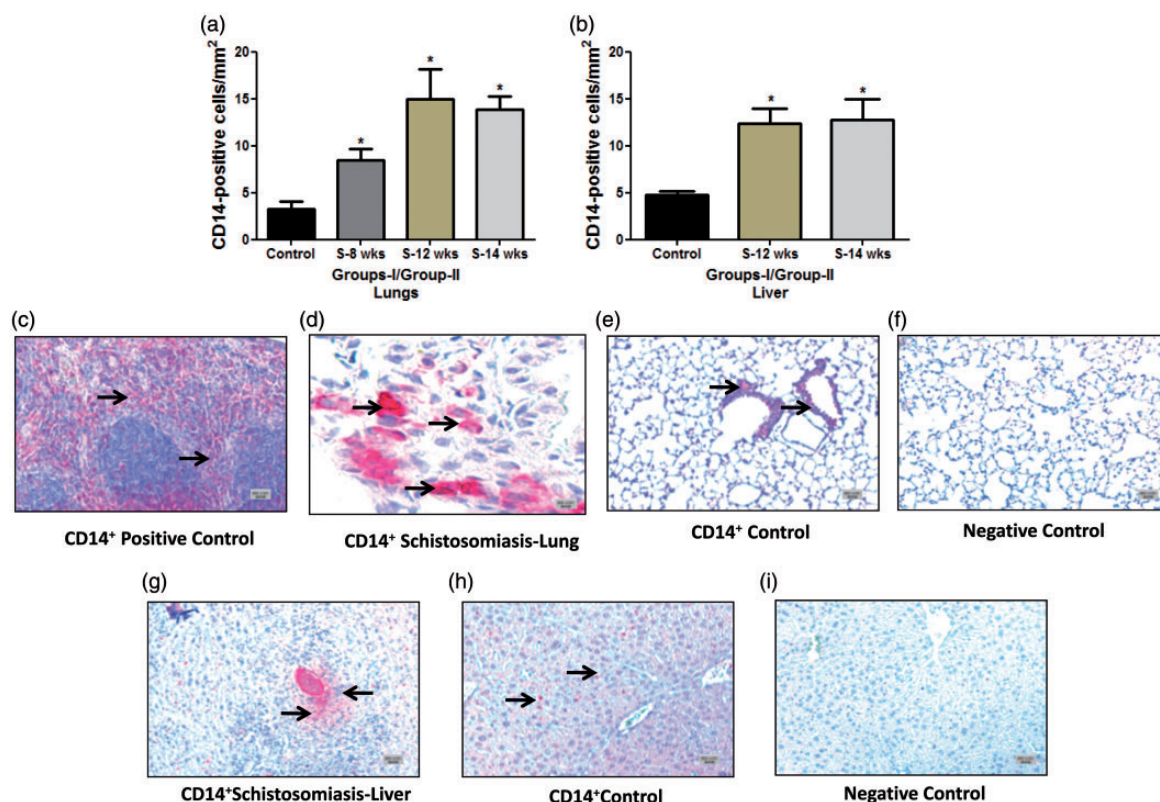 (a)
CD14-positive cells/mm²
20
15
10
5
0
*
*
*
Control
S-8 wks
S-12 wks
S-14 wks
Groups-I/Group-II
Lungs
(b)
CD14-positive cells/mm²
20
15
10
5
0
*
*
Control
S-12 wks
S-14 wks
Groups-I/Group-II
Liver
(c)
CD14⁺ Positive Control
(d)
CD14⁺ Schistosomiasis-Lung
(e)
CD14⁺ Control
(f)
Negative Control
(g)
CD14⁺Schistosomiasis-Liver
(h)
CD14⁺Control
(i)
Negative Control